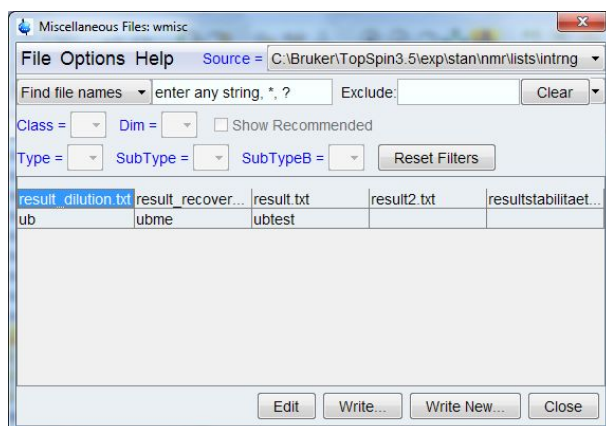 Miscellaneous Files: wmisc
File Options Help Source = C:\Bruker\TopSpin3.5\exp\stan\nmr\lists\intrng
Find file names enter any string, *, ? Exclude: Clear
Class = Dim = Show Recommended
Type = SubType = SubTypeB = Reset Filters
result_dilution.txt result_recover... result.txt result2.txt resultstabilitaet...
ub ubme ubtest
Edit Write... Write New... Close